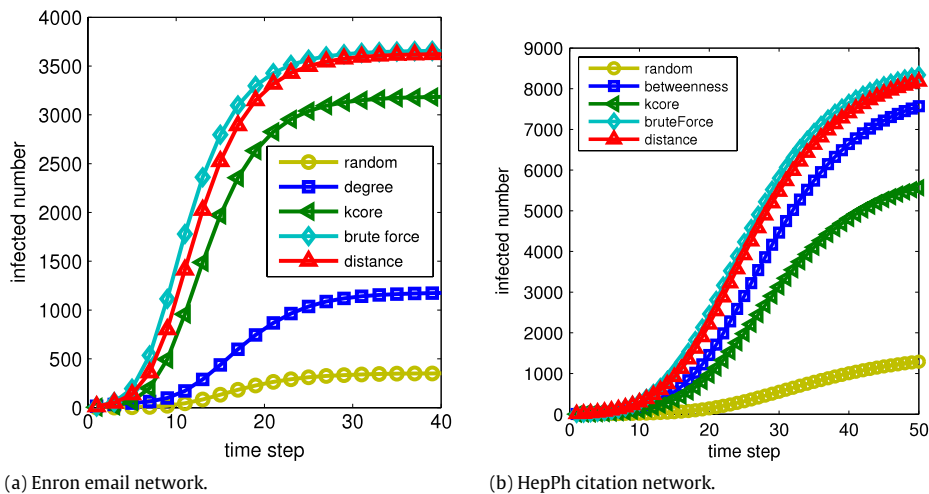 4000
3500
3000
2500
2000
1500
1000
500
0
infected number
random
degree
kcore
brute force
distance
0 10 20 30 40
time step
(a) Enron email network.
9000
8000
7000
6000
5000
4000
3000
2000
1000
0
infected number
random
betweenness
kcore
bruteForce
distance
0 10 20 30 40 50
time step
(b) HepPh citation network.